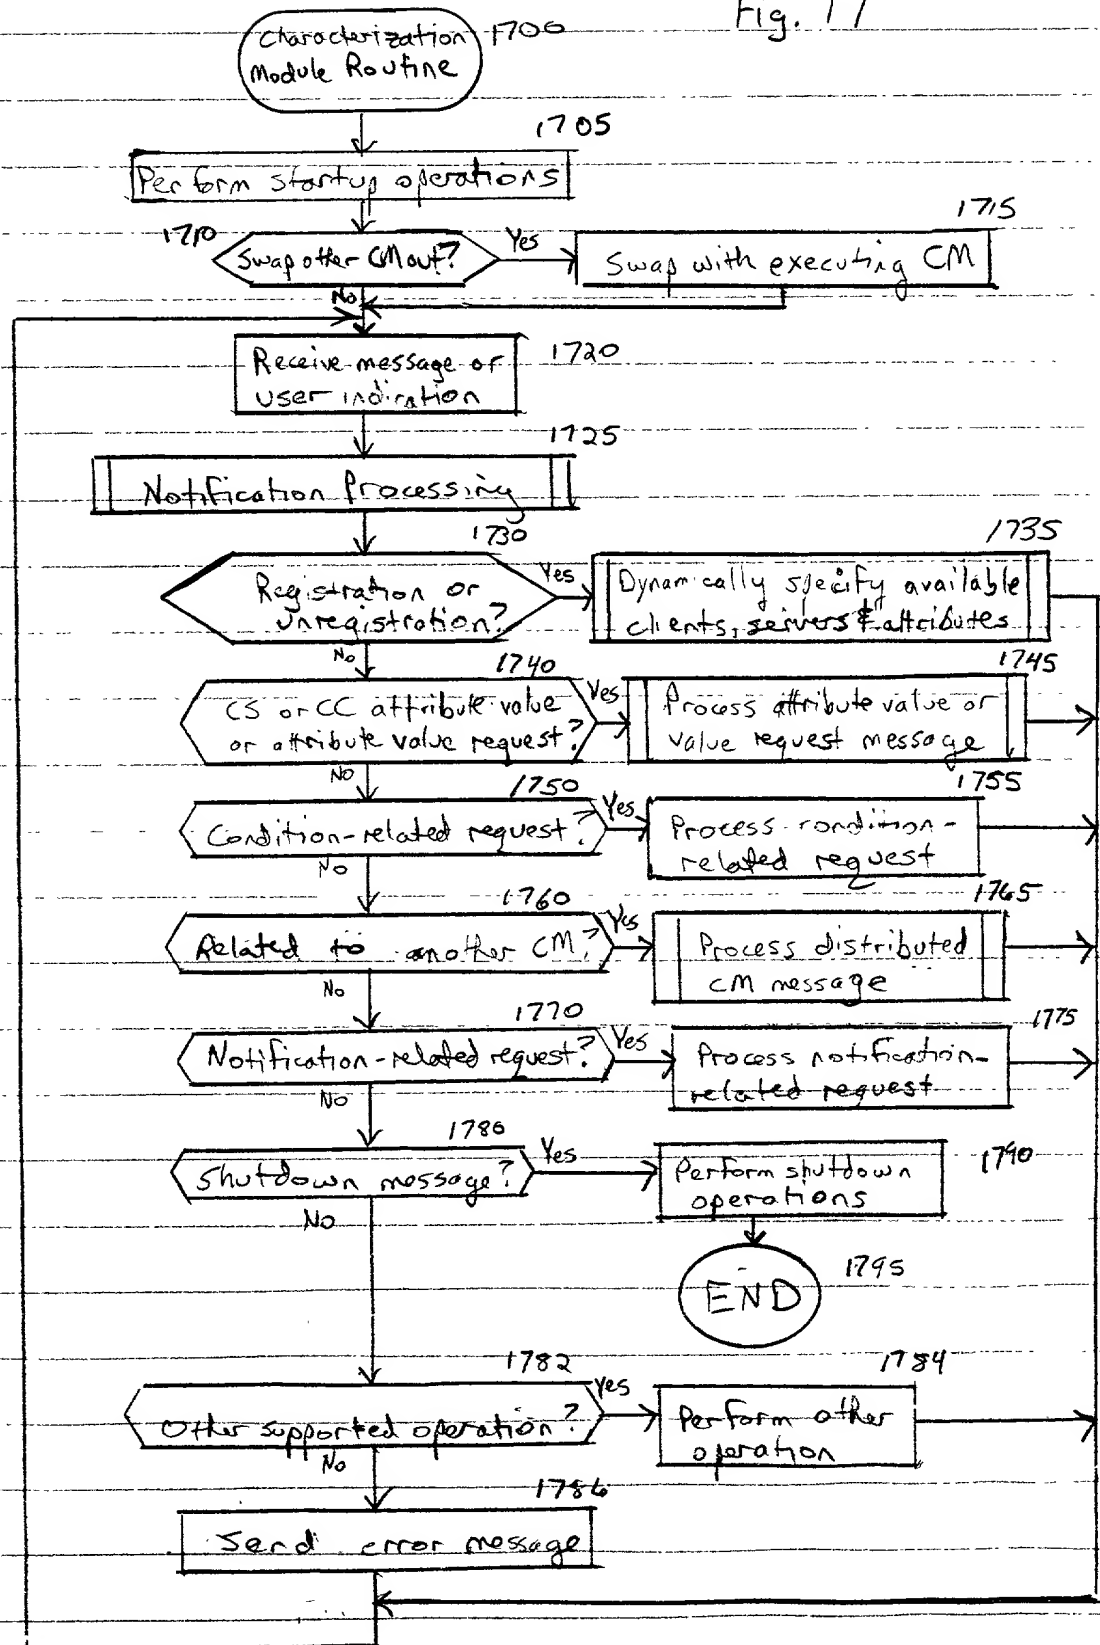 Fig. 17
Characterization
Module Routine
1700
1705
Perform startup operations
1710
Swap other CM out?
Yes
1715
Swap with executing CM
No
Receive message or
user indication
1720
1725
Notification Processing
1730
Registration or
unregistration?
Yes
1735
Dynamically specify available
clients, servers & attributes
No
1740
CS or CC attribute value
or attribute value request?
Yes
1745
Process attribute value or
value request message
No
1750
Condition-related request?
Yes
1755
Process condition-
related request
No
1760
Related to another CM?
Yes
1765
Process distributed
CM message
No
1770
Notification-related request?
Yes
1775
Process notification-
related request
No
1780
Shutdown message?
Yes
Perform shutdown
operations
1790
No
END
1795
1782
Other supported operation?
Yes
1784
Perform other
operation
No
1786
Send error message